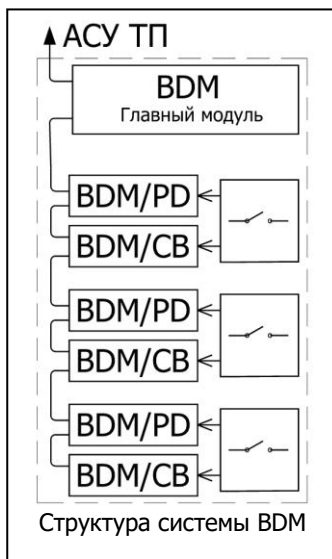 АСУ ТП
BDM
Главный модуль
BDM/PD
BDM/CB
BDM/PD
BDM/CB
BDM/PD
BDM/CB
Структура системы BDM